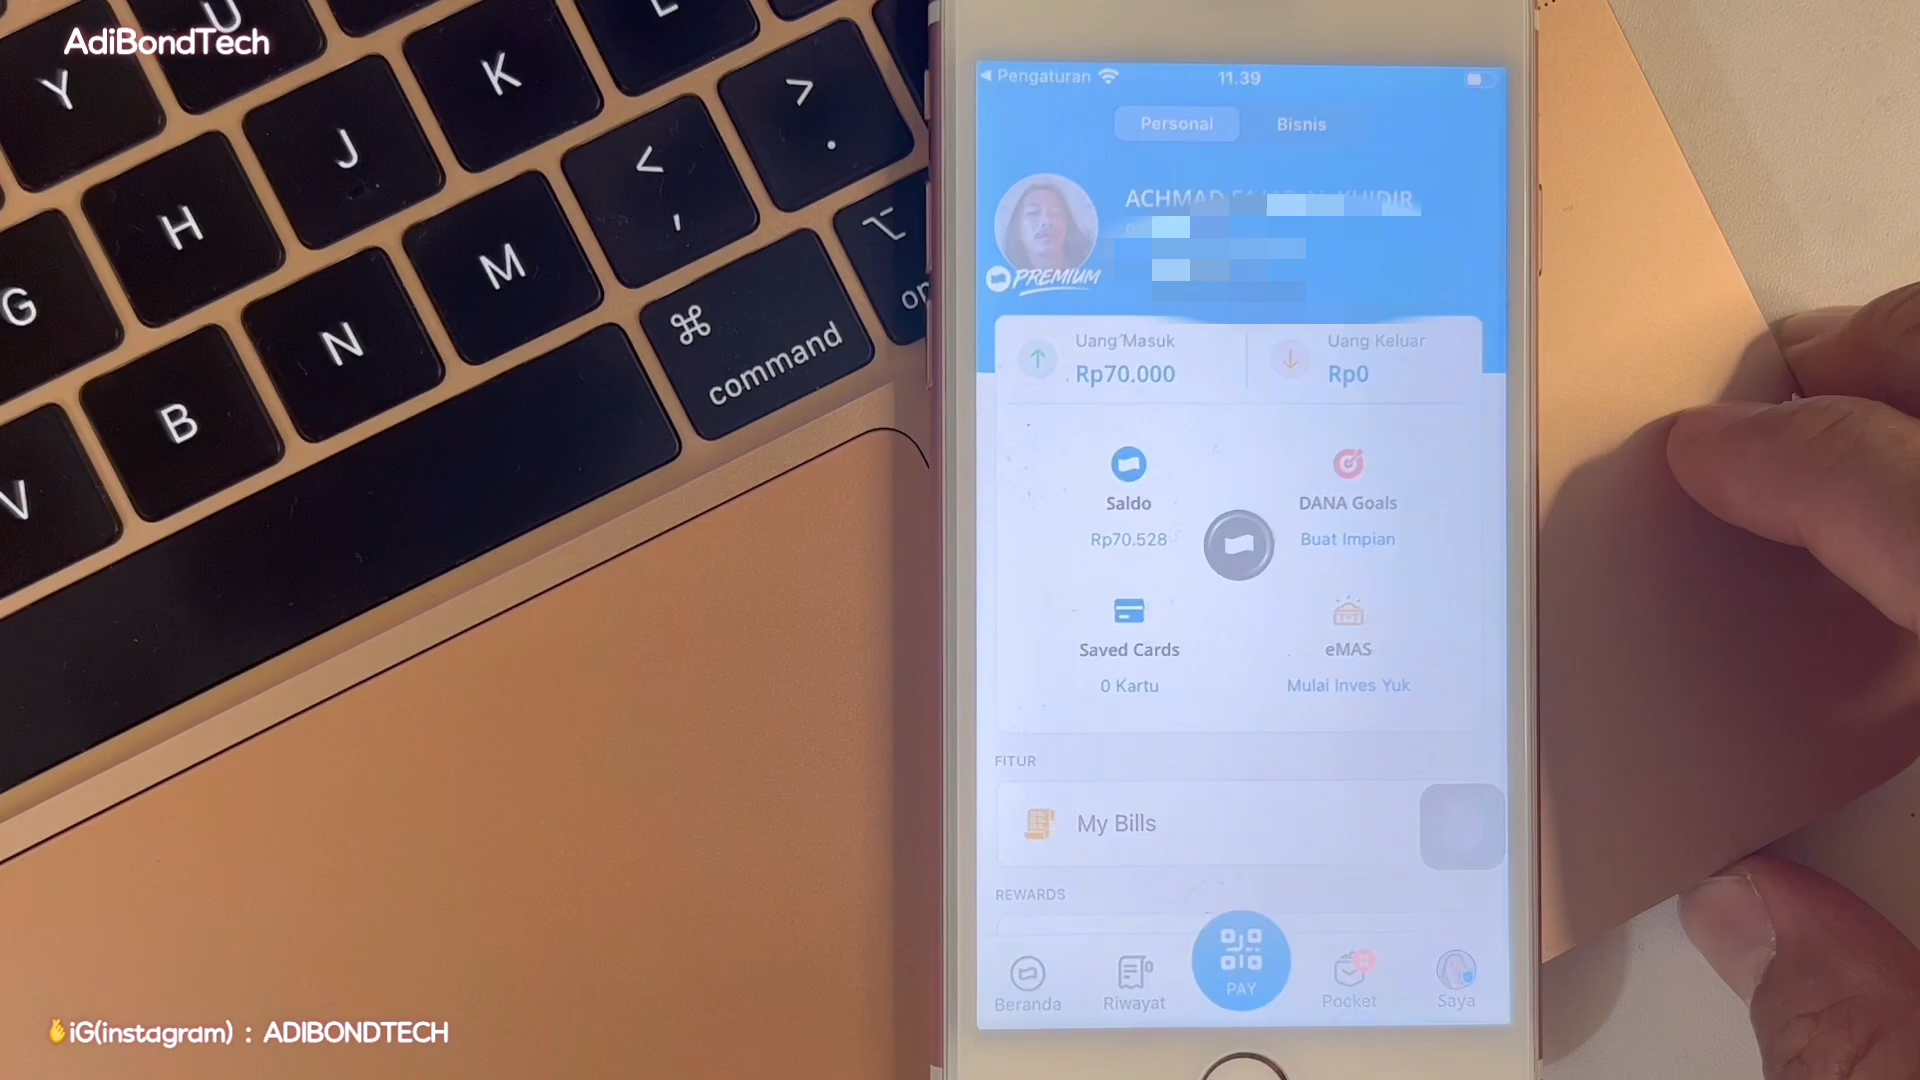 AdiBondTech
Y
U
K
L
>
.
H
J
<
,
G
M
N
B
V
command
Pengaturan
11.39
Personal
Bisnis
ACHMAD
PREMIUM
Uang Masuk
Uang Keluar
Rp70.000
Rp0
Saldo
DANA Goals
Rp70.528
Buat Impian
Saved Cards
eMAS
0 Kartu
Mulai Inves Yuk
FITUR
My Bills
REWARDS
PAY
Beranda
Riwayat
Pocket
Saya
iG(instagram) : ADIBONDTECH